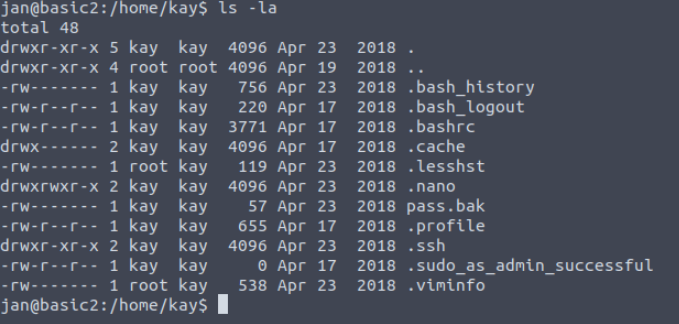 jan@basic2:/home/kay$ ls -la
total 48
drwxr-xr-x 5 kay  kay  4096 Apr 23  2018 .
drwxr-xr-x 4 root root 4096 Apr 19  2018 ..
-rw------- 1 kay  kay   756 Apr 23  2018 .bash_history
-rw-r--r-- 1 kay  kay   220 Apr 17  2018 .bash_logout
-rw-r--r-- 1 kay  kay  3771 Apr 17  2018 .bashrc
drwx------ 2 kay  kay  4096 Apr 17  2018 .cache
-rw------- 1 root kay   119 Apr 23  2018 .lesshst
drwxrwxr-x 2 kay  kay  4096 Apr 23  2018 .nano
-rw------- 1 kay  kay    57 Apr 23  2018 pass.bak
-rw-r--r-- 1 kay  kay   655 Apr 17  2018 .profile
drwxr-xr-x 2 kay  kay  4096 Apr 23  2018 .ssh
-rw-r--r-- 1 kay  kay     0 Apr 17  2018 .sudo_as_admin_successful
-rw------- 1 root kay   538 Apr 23  2018 .viminfo
jan@basic2:/home/kay$